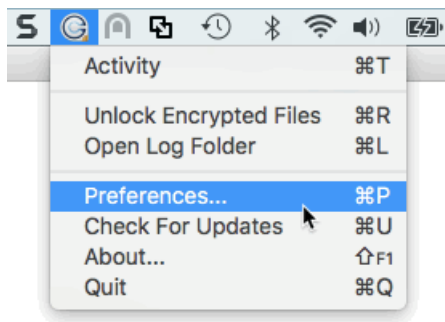 Activity ⌘T
Unlock Encrypted Files ⌘R
Open Log Folder ⌘L
Preferences... ⌘P
Check For Updates ⌘U
About... ⇧F1
Quit ⌘Q